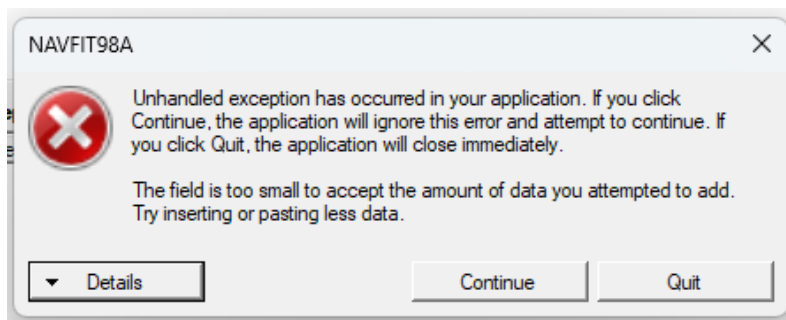 NAVFIT98A
Unhandled exception has occurred in your application. If you click
Continue, the application will ignore this error and attempt to continue. If
you click Quit, the application will close immediately.
The field is too small to accept the amount of data you attempted to add.
Try inserting or pasting less data.
Details
Continue
Quit